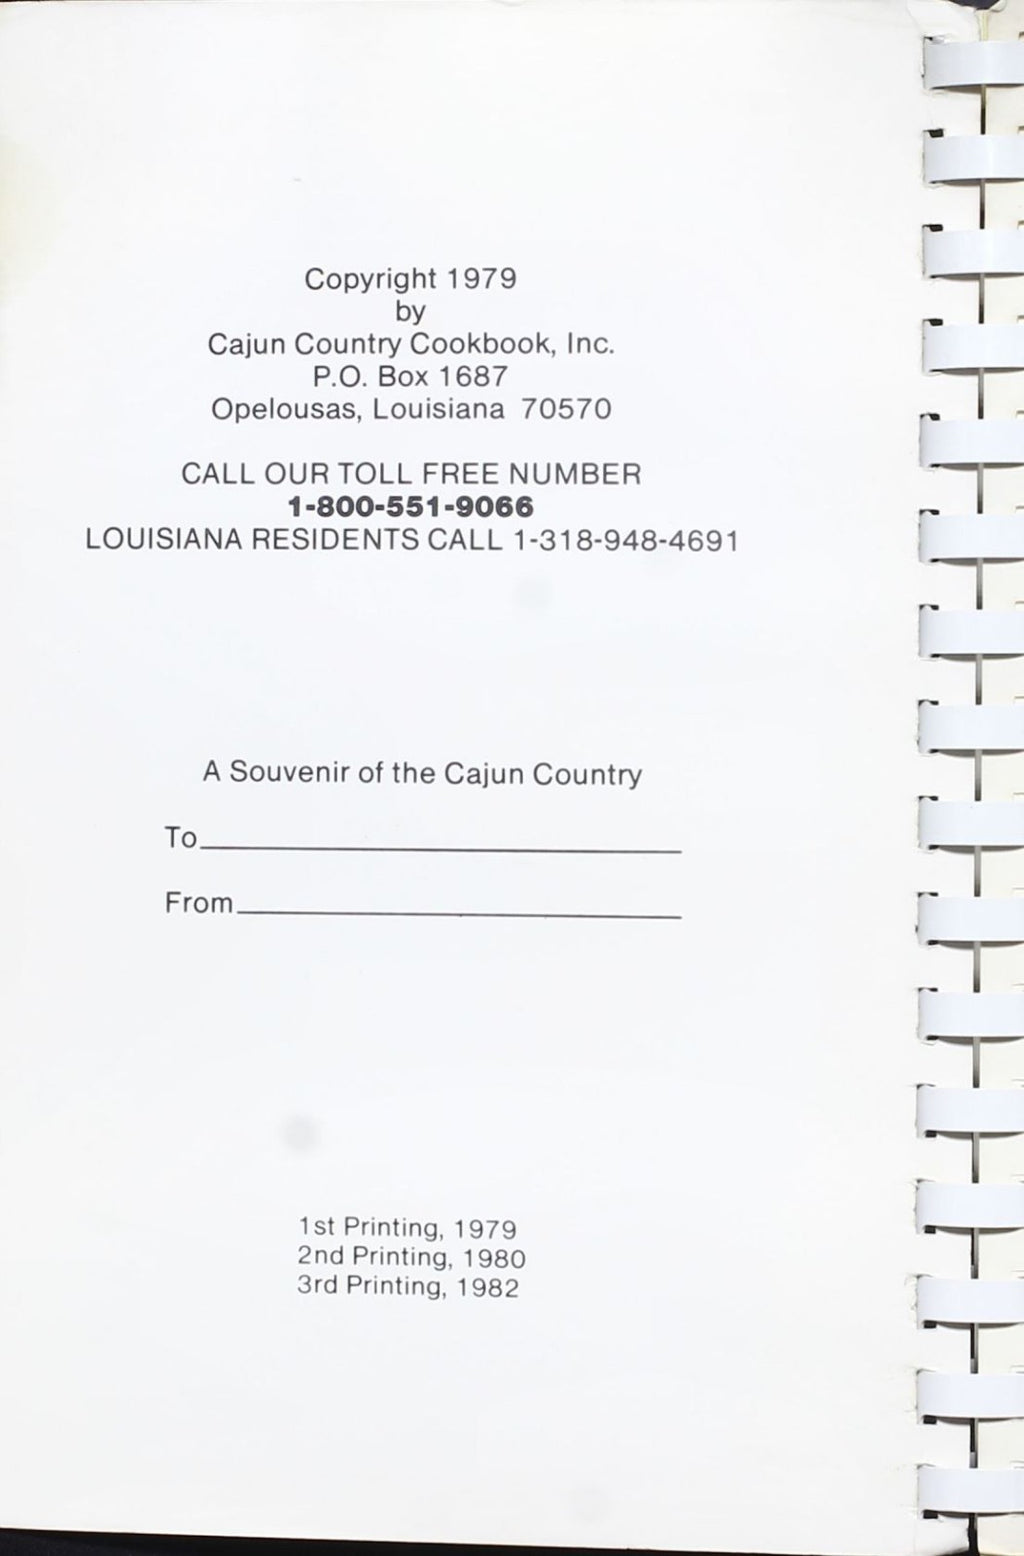 Copyright 1979
by
Cajun Country Cookbook, Inc.
P.O. Box 1687
Opelousas, Louisiana 70570
CALL OUR TOLL FREE NUMBER
1-800-551-9066
LOUISIANA RESIDENTS CALL 1-318-948-4691
A Souvenir of the Cajun Country
To
From
1st Printing, 1979
2nd Printing, 1980
3rd Printing, 1982